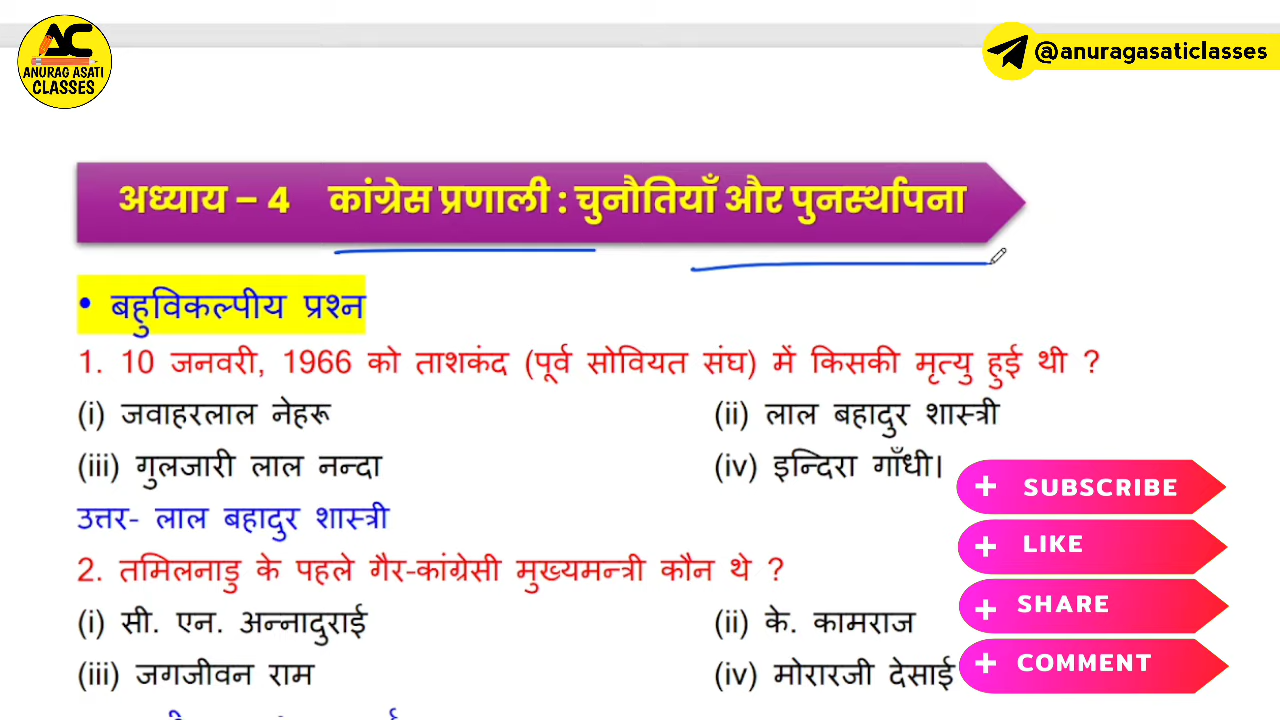 AC
ANURAG ASATI
CLASSES
@anuragasaticlasses
अध्याय – 4 कांग्रेस प्रणाली : चुनौतियाँ और पुनर्स्थापना
• बहुविकल्पीय प्रश्न
1. 10 जनवरी, 1966 को ताशकंद (पूर्व सोवियत संघ) में किसकी मृत्यु हुई थी ?
(i) जवाहरलाल नेहरू (ii) लाल बहादुर शास्त्री
(iii) गुलजारी लाल नन्दा (iv) इन्दिरा गाँधी।
+ SUBSCRIBE
उत्तर- लाल बहादुर शास्त्री
+ LIKE
2. तमिलनाडु के पहले गैर-कांग्रेसी मुख्यमन्त्री कौन थे ?
+ SHARE
(i) सी. एन. अन्नादुराई (ii) के. कामराज
+ COMMENT
(iii) जगजीवन राम (iv) मोरारजी देसाई